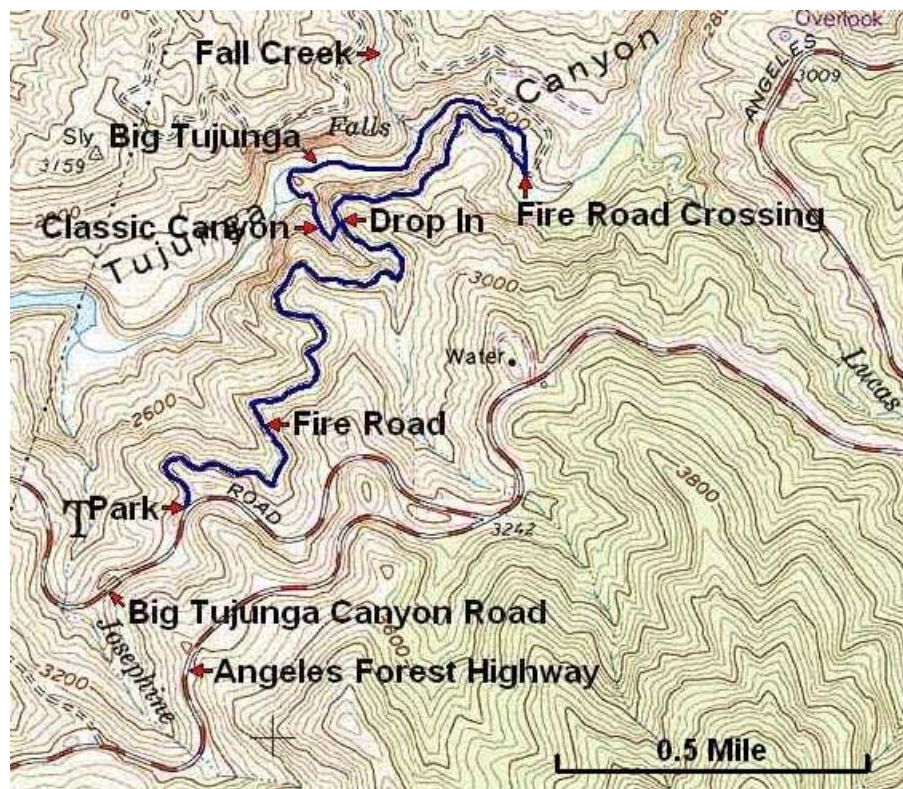 Overlook
Fall Creek
Canyon
ANGELES
3009
2800
Sly
Big Tujunga
Falls
3159
Classic Canyon
Drop In
Fire Road Crossing
Tujunga
3000
Water
Lucas
2600
Fire Road
3800
ROAD
Park
3242
Big Tujunga Canyon Road
Josephine
3200
Angeles Forest Highway
0.5 Mile